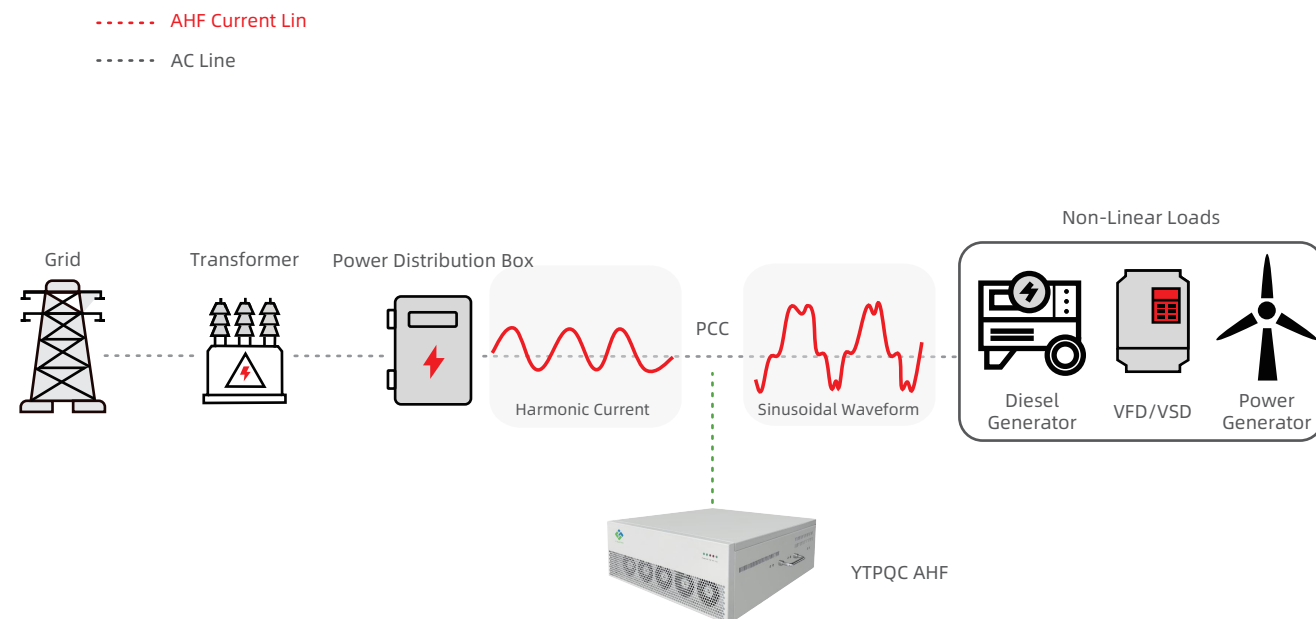 AHF Current Lin
AC Line
Non-Linear Loads
Grid
Transformer
Power Distribution Box
PCC
Harmonic Current
Sinusoidal Waveform
Diesel
Generator
VFD/VSD
Power
Generator
YTPQC AHF